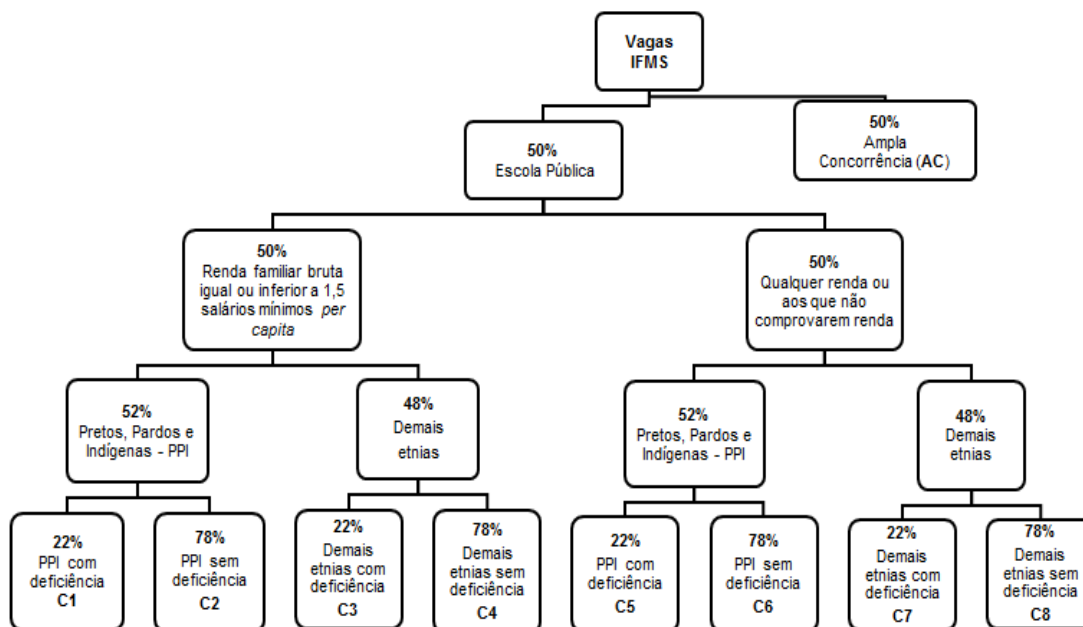 Vagas
IFMS
50%
Ampla
Concorrência (AC)
50%
Escola Pública
50%
Renda familiar bruta
igual ou inferior a 1,5
salários mínimos per
capita
50%
Qualquer renda ou
aos que não
comprovarem renda
52%
Pretos, Pardos e
Indígenas - PPI
48%
Demais
etnias
52%
Pretos, Pardos e
Indígenas - PPI
48%
Demais
etnias
22%
PPI com
deficiência
C1
78%
PPI sem
deficiência
C2
22%
Demais
etnias com
deficiência
C3
78%
Demais
etnias sem
deficiência
C4
22%
PPI com
deficiência
C5
78%
PPI sem
deficiência
C6
22%
Demais
etnias com
deficiência
C7
78%
Demais
etnias sem
deficiência
C8